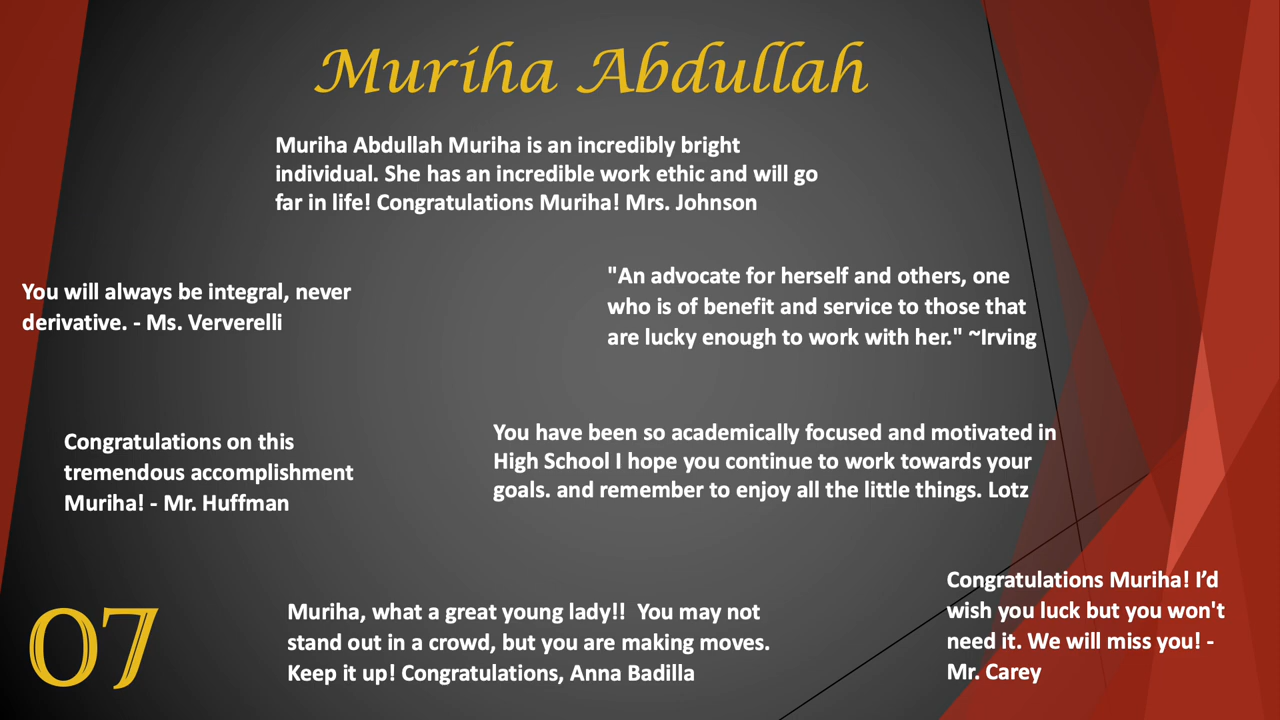 Muriha Abdullah
Muriha Abdullah Muriha is an incredibly bright
individual. She has an incredible work ethic and will go
far in life! Congratulations Muriha! Mrs. Johnson
You will always be integral, never
derivative. - Ms. Ververelli
"An advocate for herself and others, one
who is of benefit and service to those that
are lucky enough to work with her." ~Irving
Congratulations on this
tremendous accomplishment
Muriha! - Mr. Huffman
You have been so academically focused and motivated in
High School I hope you continue to work towards your
goals. and remember to enjoy all the little things. Lotz
07
Muriha, what a great young lady!!  You may not
stand out in a crowd, but you are making moves.
Keep it up! Congratulations, Anna Badilla
Congratulations Muriha! I’d
wish you luck but you won't
need it. We will miss you! -
Mr. Carey